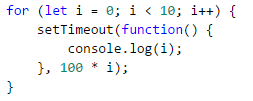 for (let i = 0; i < 10; i++) {
    setTimeout(function() {
        console.log(i);
    }, 100 * i);
}